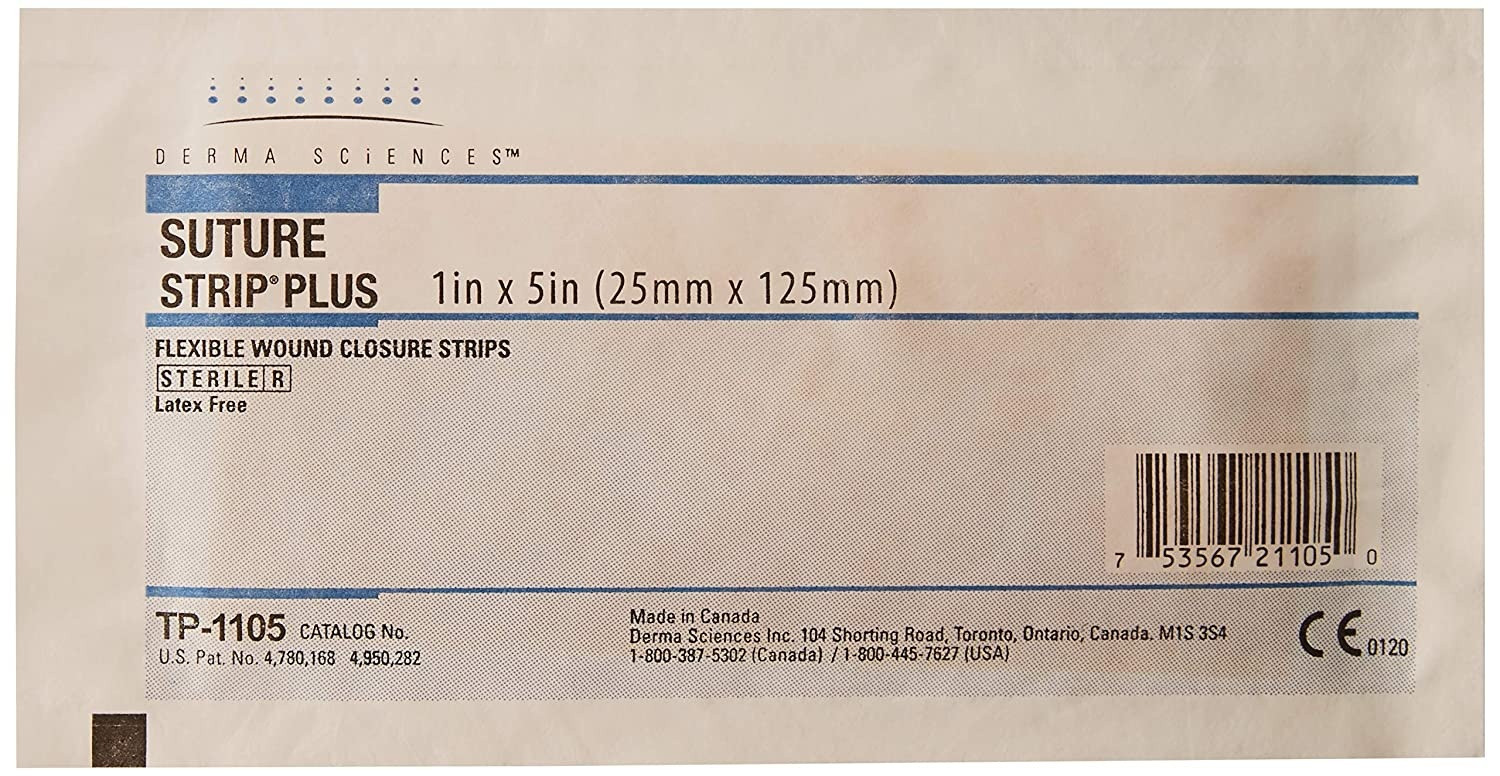 DERMA SCiENCES™
SUTURE
STRIP® PLUS 1in x 5in (25mm x 125mm)
FLEXIBLE WOUND CLOSURE STRIPS
STERILE R
Latex Free
7 53567 21105 0
TP-1105 CATALOG No.
U.S. Pat. No. 4,780,168 4,950,282
Made in Canada
Derma Sciences Inc. 104 Shorting Road, Toronto, Ontario, Canada. M1S 3S4
1-800-387-5302 (Canada) / 1-800-445-7627 (USA)
CE 0120